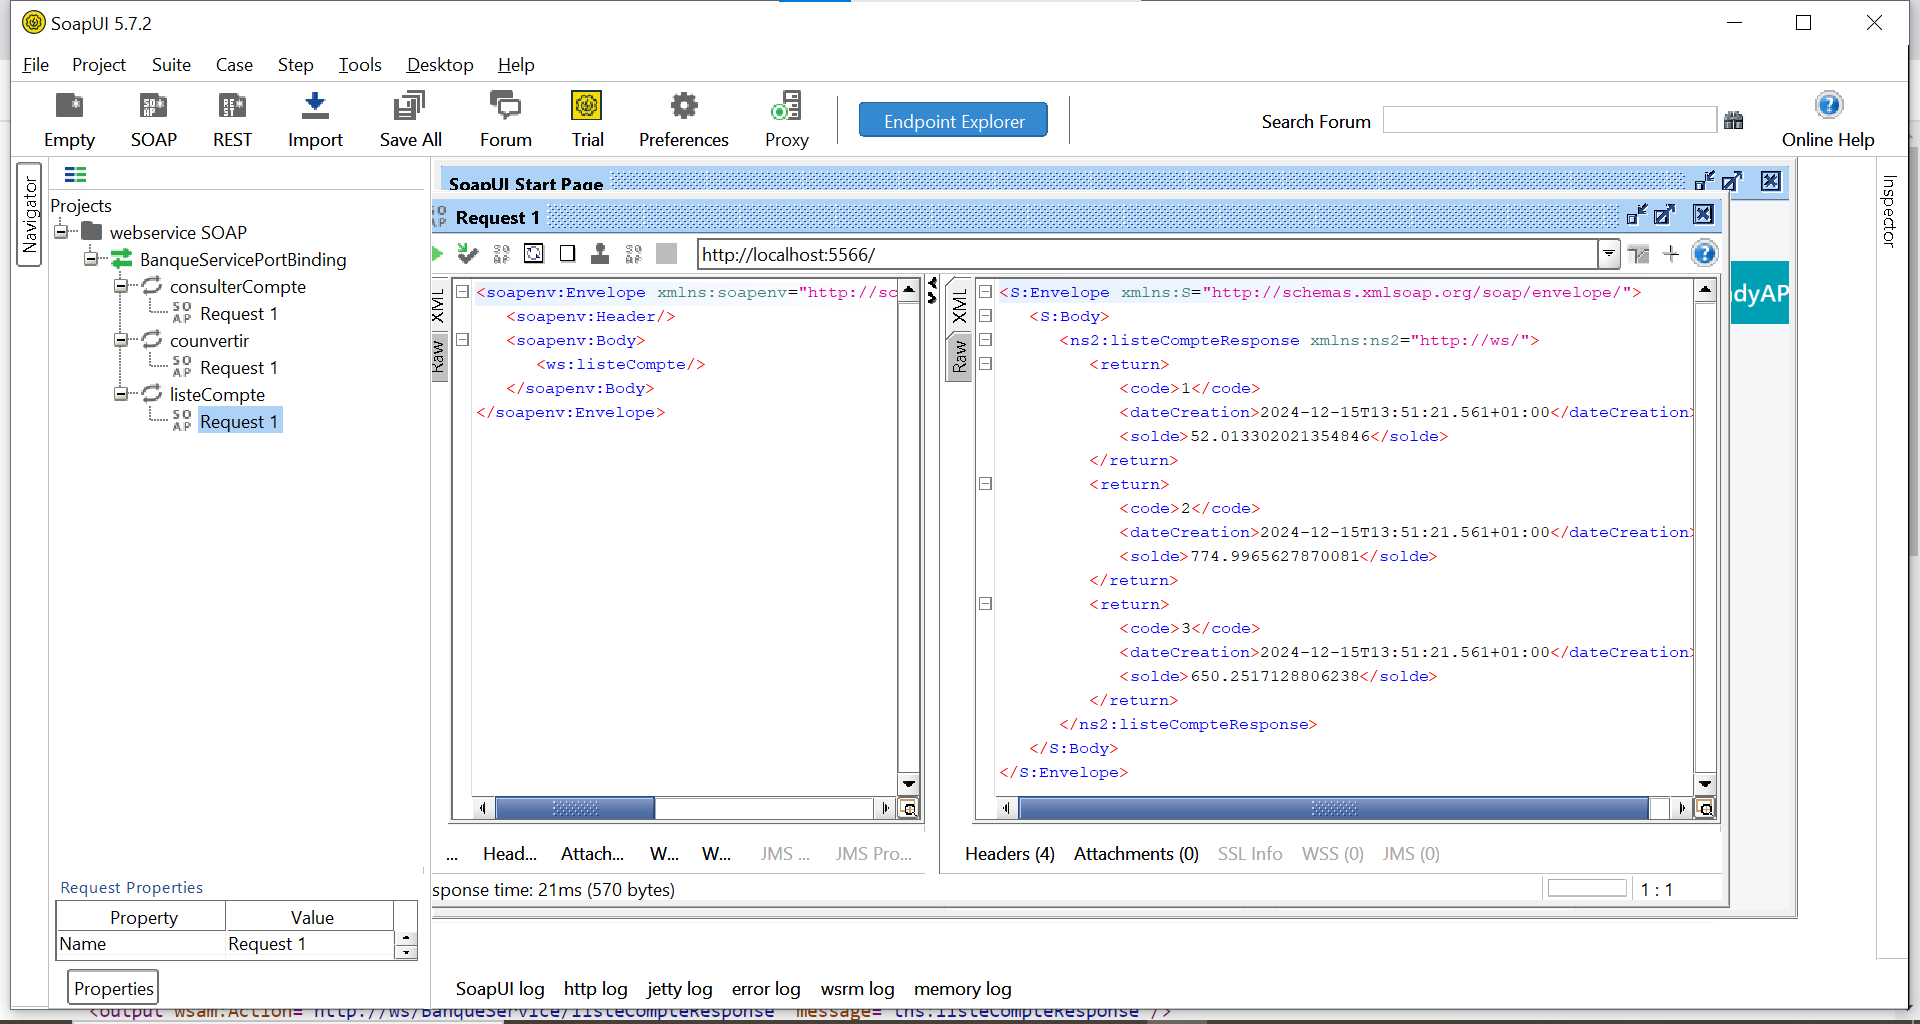 SoapUI 5.7.2
File Project Suite Case Step Tools Desktop Help
Empty SOAP REST Import Save All Forum Trial Preferences Proxy
Endpoint Explorer
Search Forum
Online Help
Navigator
Projects
webservice SOAP
BanqueServicePortBinding
consulterCompte
Request 1
counvertir
Request 1
listeCompte
Request 1
Request Properties
Property Value
Name Request 1
Properties
SoapUI Start Page
Request 1
http://localhost:5566/
XML
Raw
<soapenv:Envelope xmlns:soapenv="http://sc
<soapenv:Header/>
<soapenv:Body>
<ws:listeCompte/>
</soapenv:Body>
</soapenv:Envelope>
... Head... Attach... W... W... JMS ... JMS Pro...
XML
Raw
<S:Envelope xmlns:S="http://schemas.xmlsoap.org/soap/envelope/">
<S:Body>
<ns2:listeCompteResponse xmlns:ns2="http://ws/">
<return>
<code>1</code>
<dateCreation>2024-12-15T13:51:21.561+01:00</dateCreation>
<solde>52.013302021354846</solde>
</return>
<return>
<code>2</code>
<dateCreation>2024-12-15T13:51:21.561+01:00</dateCreation>
<solde>774.9965627870081</solde>
</return>
<return>
<code>3</code>
<dateCreation>2024-12-15T13:51:21.561+01:00</dateCreation>
<solde>650.2517128806238</solde>
</return>
</ns2:listeCompteResponse>
</S:Body>
</S:Envelope>
Headers (4) Attachments (0) SSL Info WSS (0) JMS (0)
sponse time: 21ms (570 bytes)
1 : 1
dyAP
Inspector
SoapUI log http log jetty log error log wsrm log memory log
<output wsam:Action="http://ws/BanqueService/listeCompteResponse" message="tns:listeCompteResponse"/>